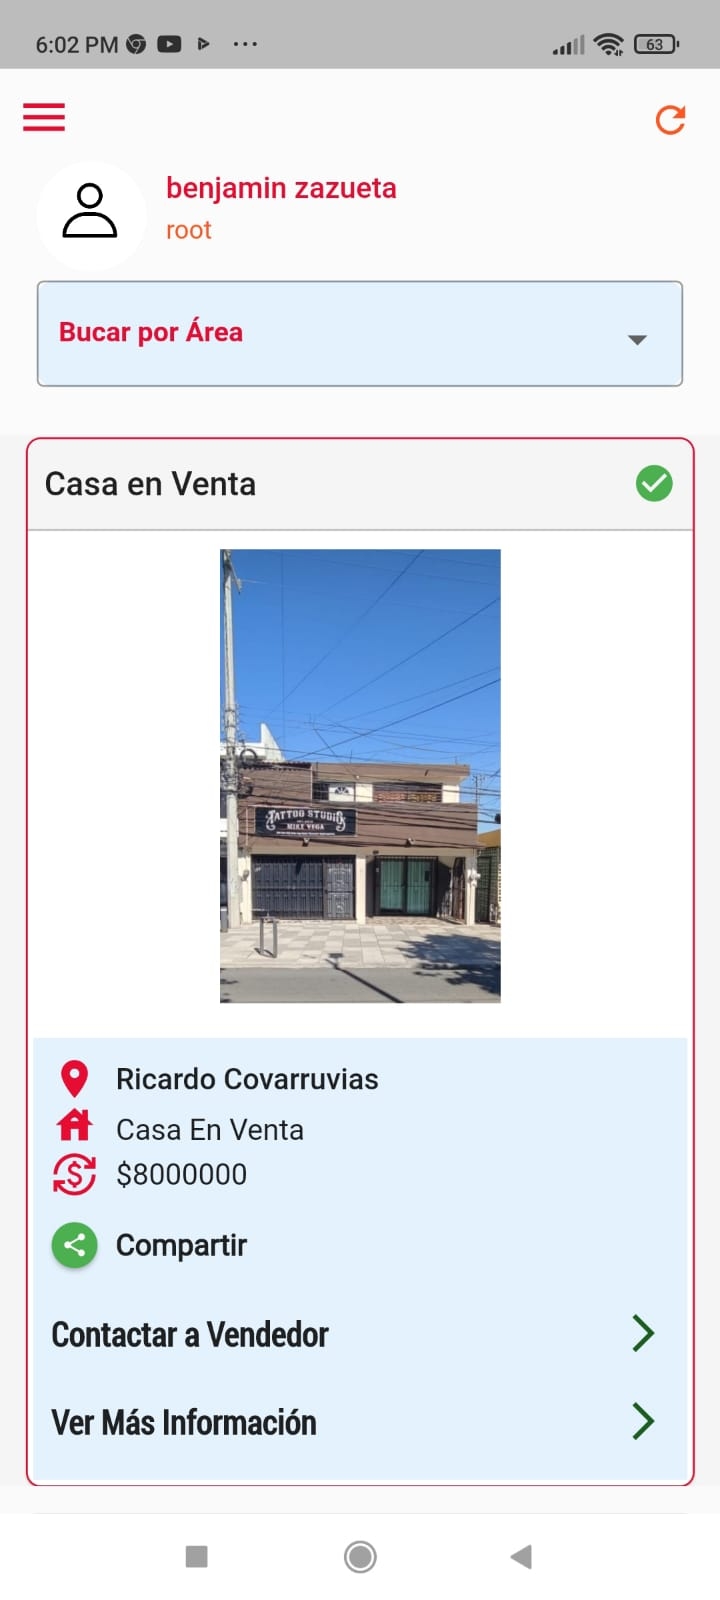 6:02 PM
63
benjamin zazueta
root
Bucar por Área
Casa en Venta
TATTOO STUDIO
MIKE VEGA
Ricardo Covarruvias
Casa En Venta
$8000000
Compartir
Contactar a Vendedor
Ver Más Información